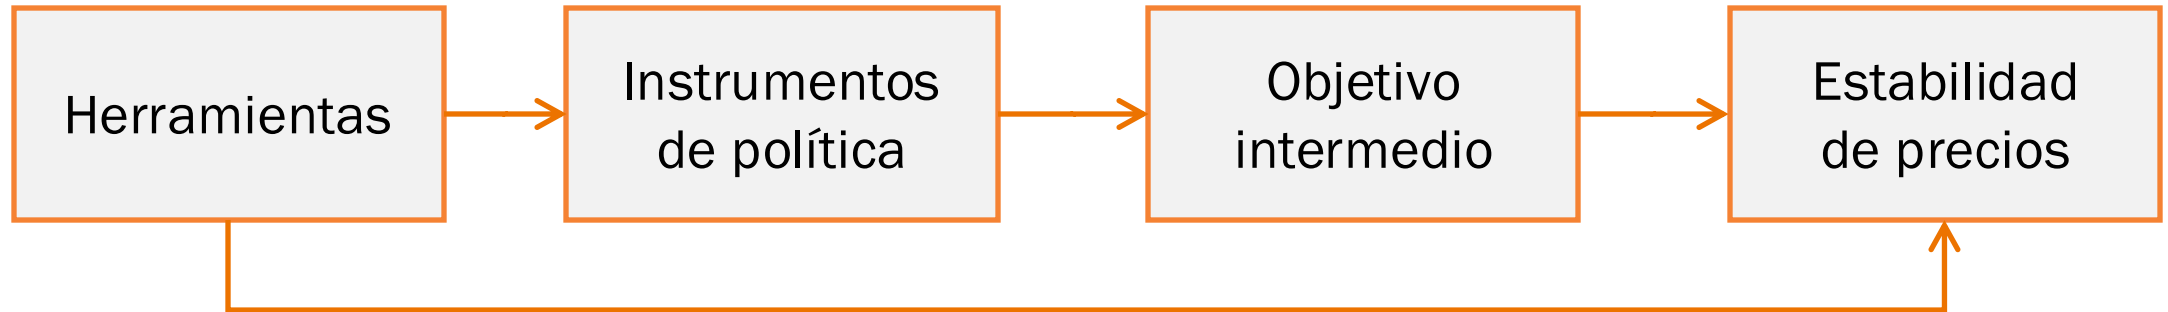 Herramientas
Instrumentos
de política
Objetivo
intermedio
Estabilidad
de precios